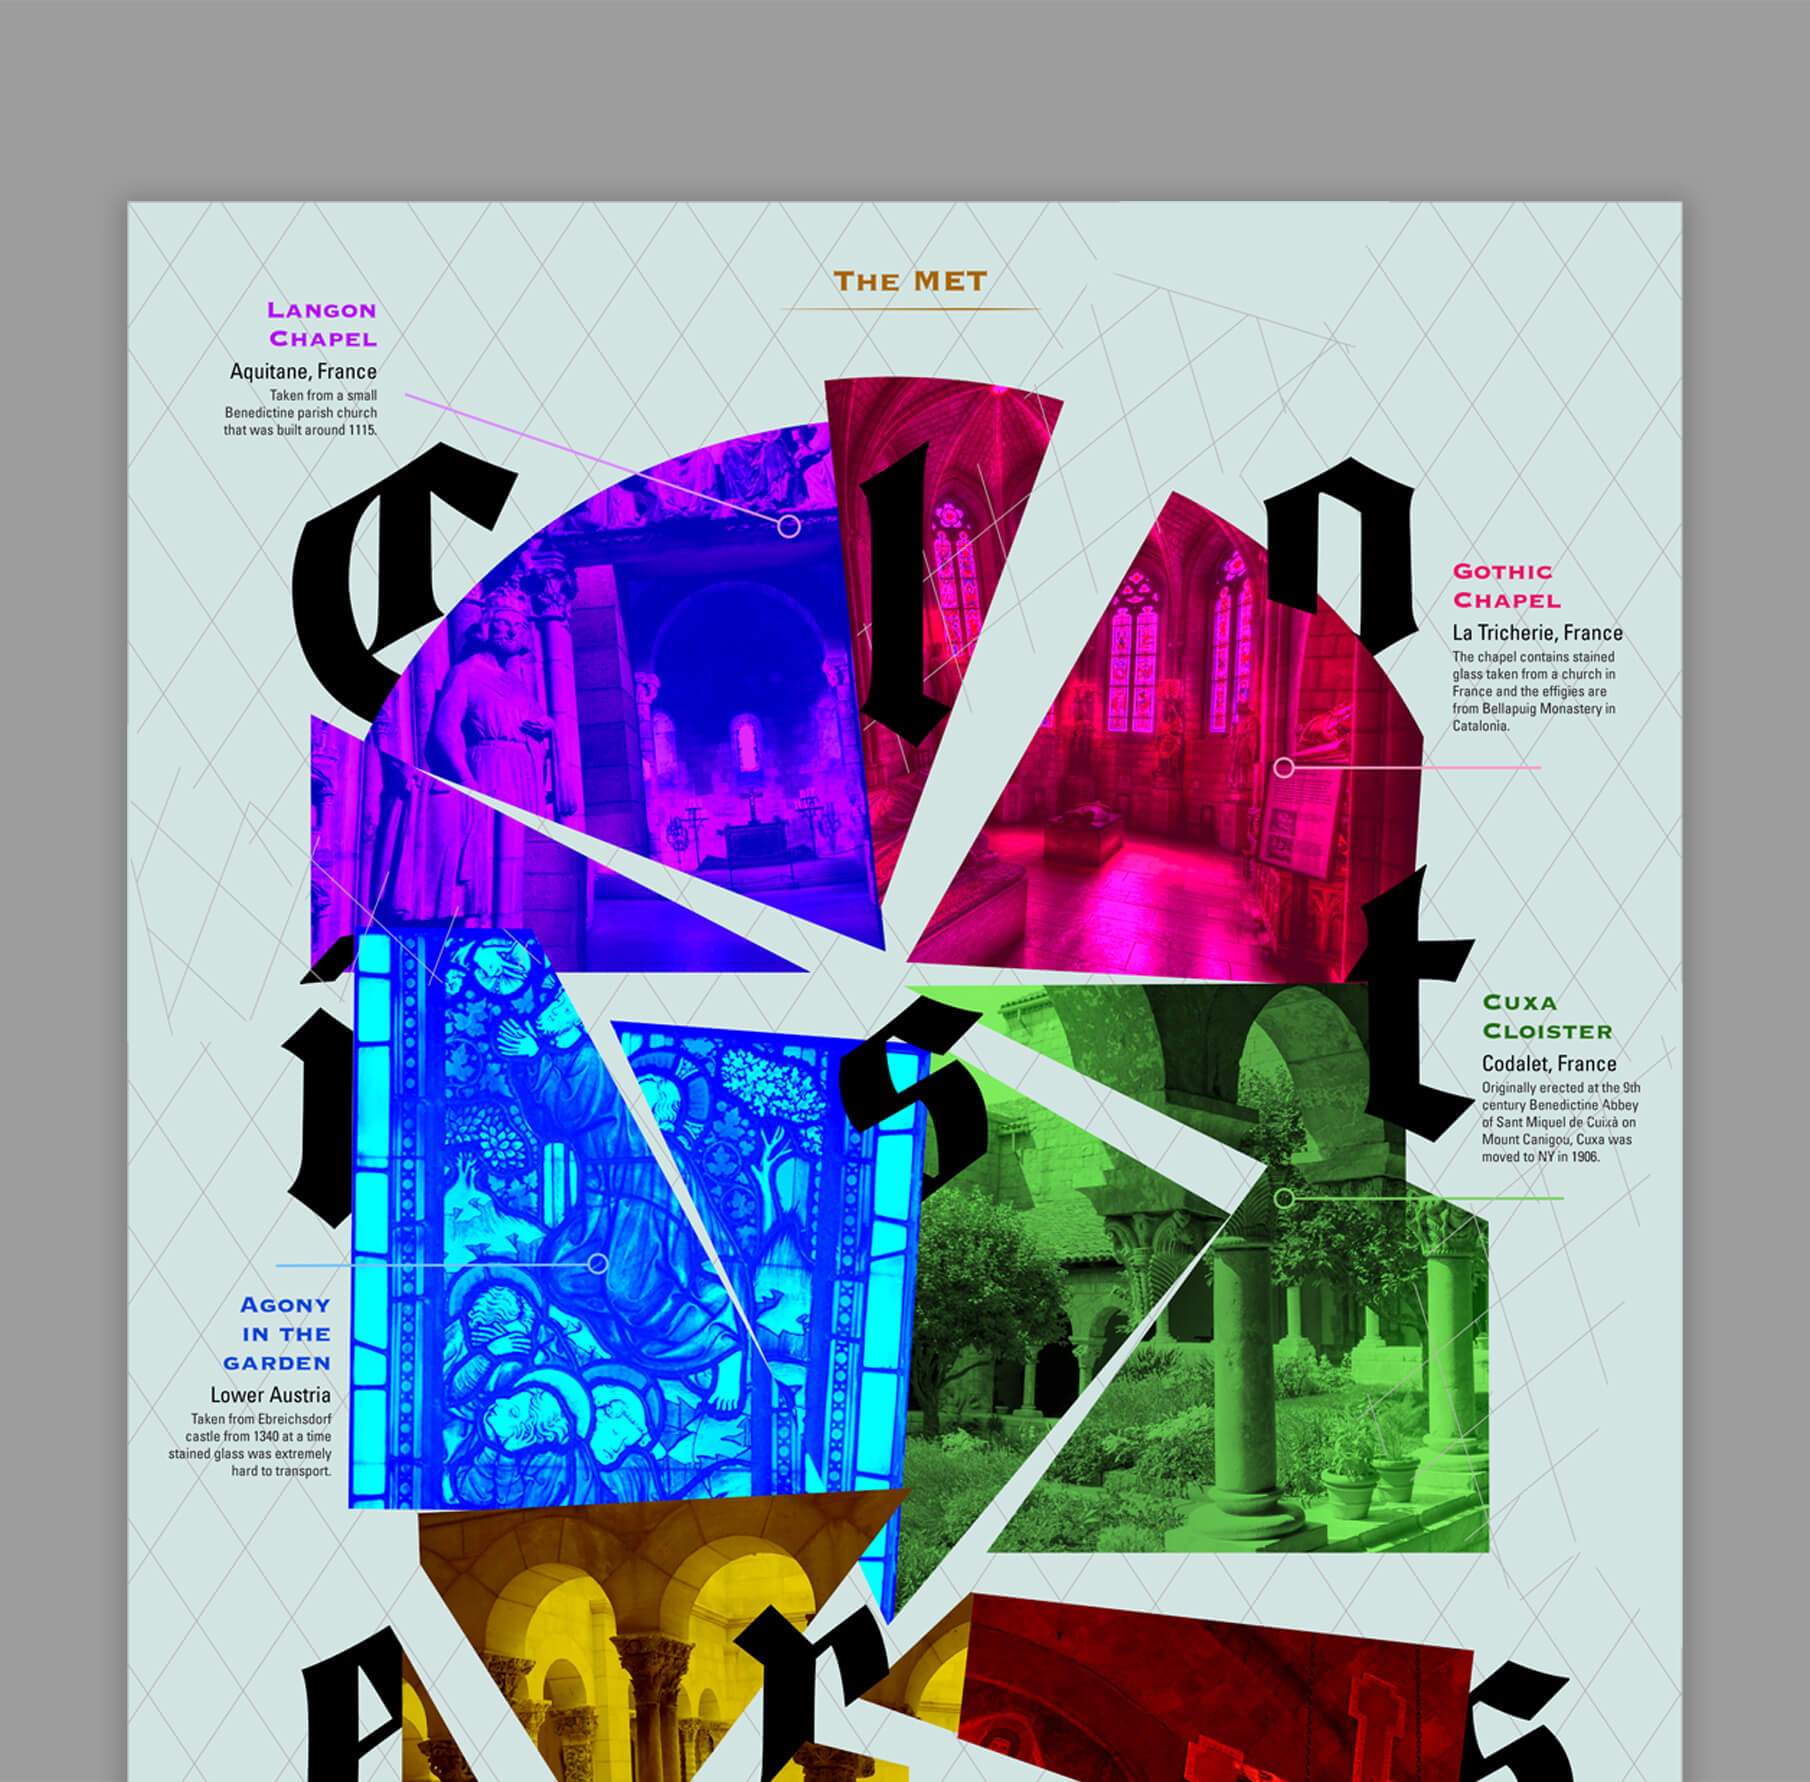 The MET
Langon
Chapel
Aquitane, France
Taken from a small
Benedictine parish church
that was built around 1115.
C l o
Gothic
Chapel
La Tricherie, France
The chapel contains stained
glass taken from a church in
France and the effigies are
from Bellapuig Monastery in
Catalonia.
i s t
Cuxa
Cloister
Codalet, France
Originally erected at the 9th
century Benedictine Abbey
of Sant Miquel de Cuixà on
Mount Canigou, Cuxa was
moved to NY in 1906.
Agony
in the
garden
Lower Austria
Taken from Ebreichsdorf
castle from 1340 at a time
stained glass was extremely
hard to transport.
e r s